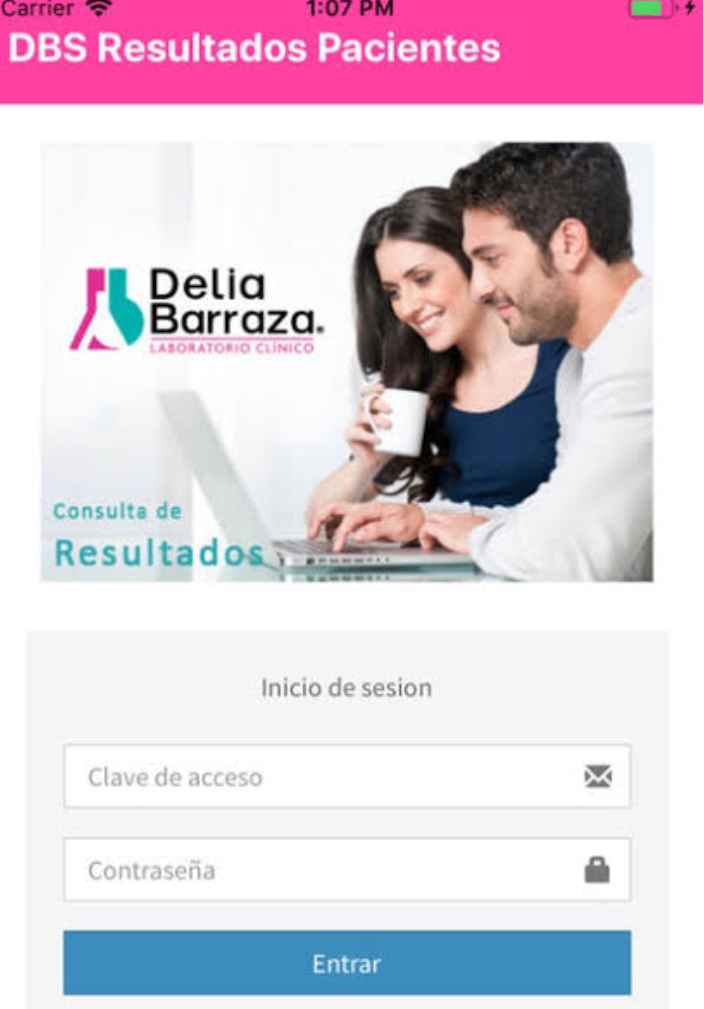 Carrier 1:07 PM
DBS Resultados Pacientes
Delia
Barraza.
LABORATORIO CLÍNICO
Consulta de
Resultados
Inicio de sesion
Clave de acceso
Contraseña
Entrar